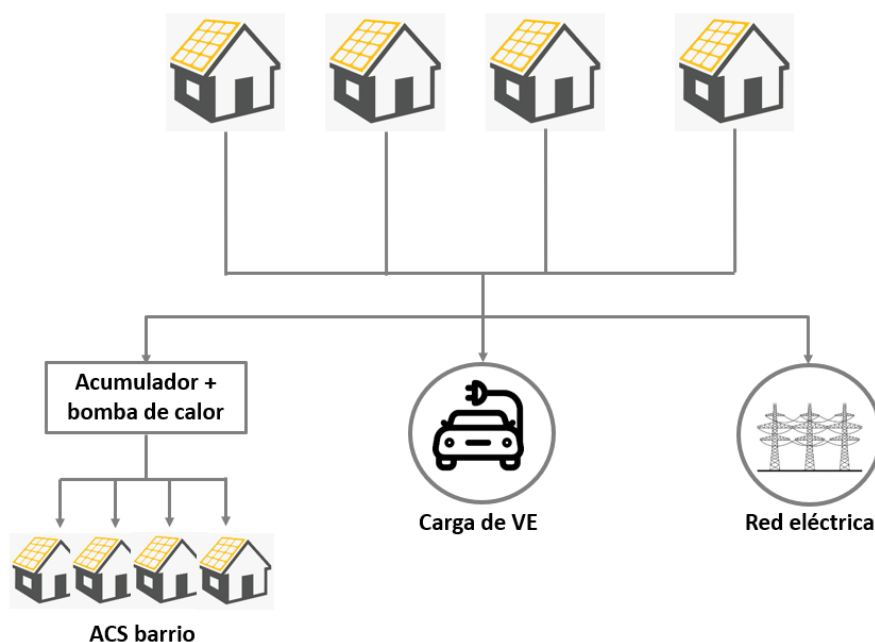 Acumulador +
bomba de calor
Carga de VE
Red eléctrica
ACS barrio